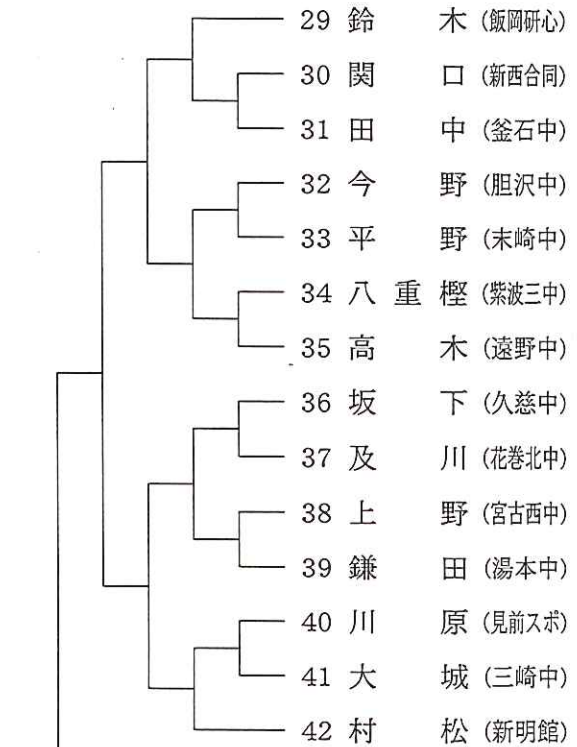 29 鈴木 (飯岡研心)
30 関口 (新西合同)
31 田中 (釜石中)
32 今野 (胆沢中)
33 平野 (末崎中)
34 八重樫 (紫波三中)
35 高木 (遠野中)
36 坂下 (久慈中)
37 及川 (花巻北中)
38 上野 (宮古西中)
39 鎌田 (湯本中)
40 川原 (見前スポ)
41 大城 (三崎中)
42 村松 (新明館)